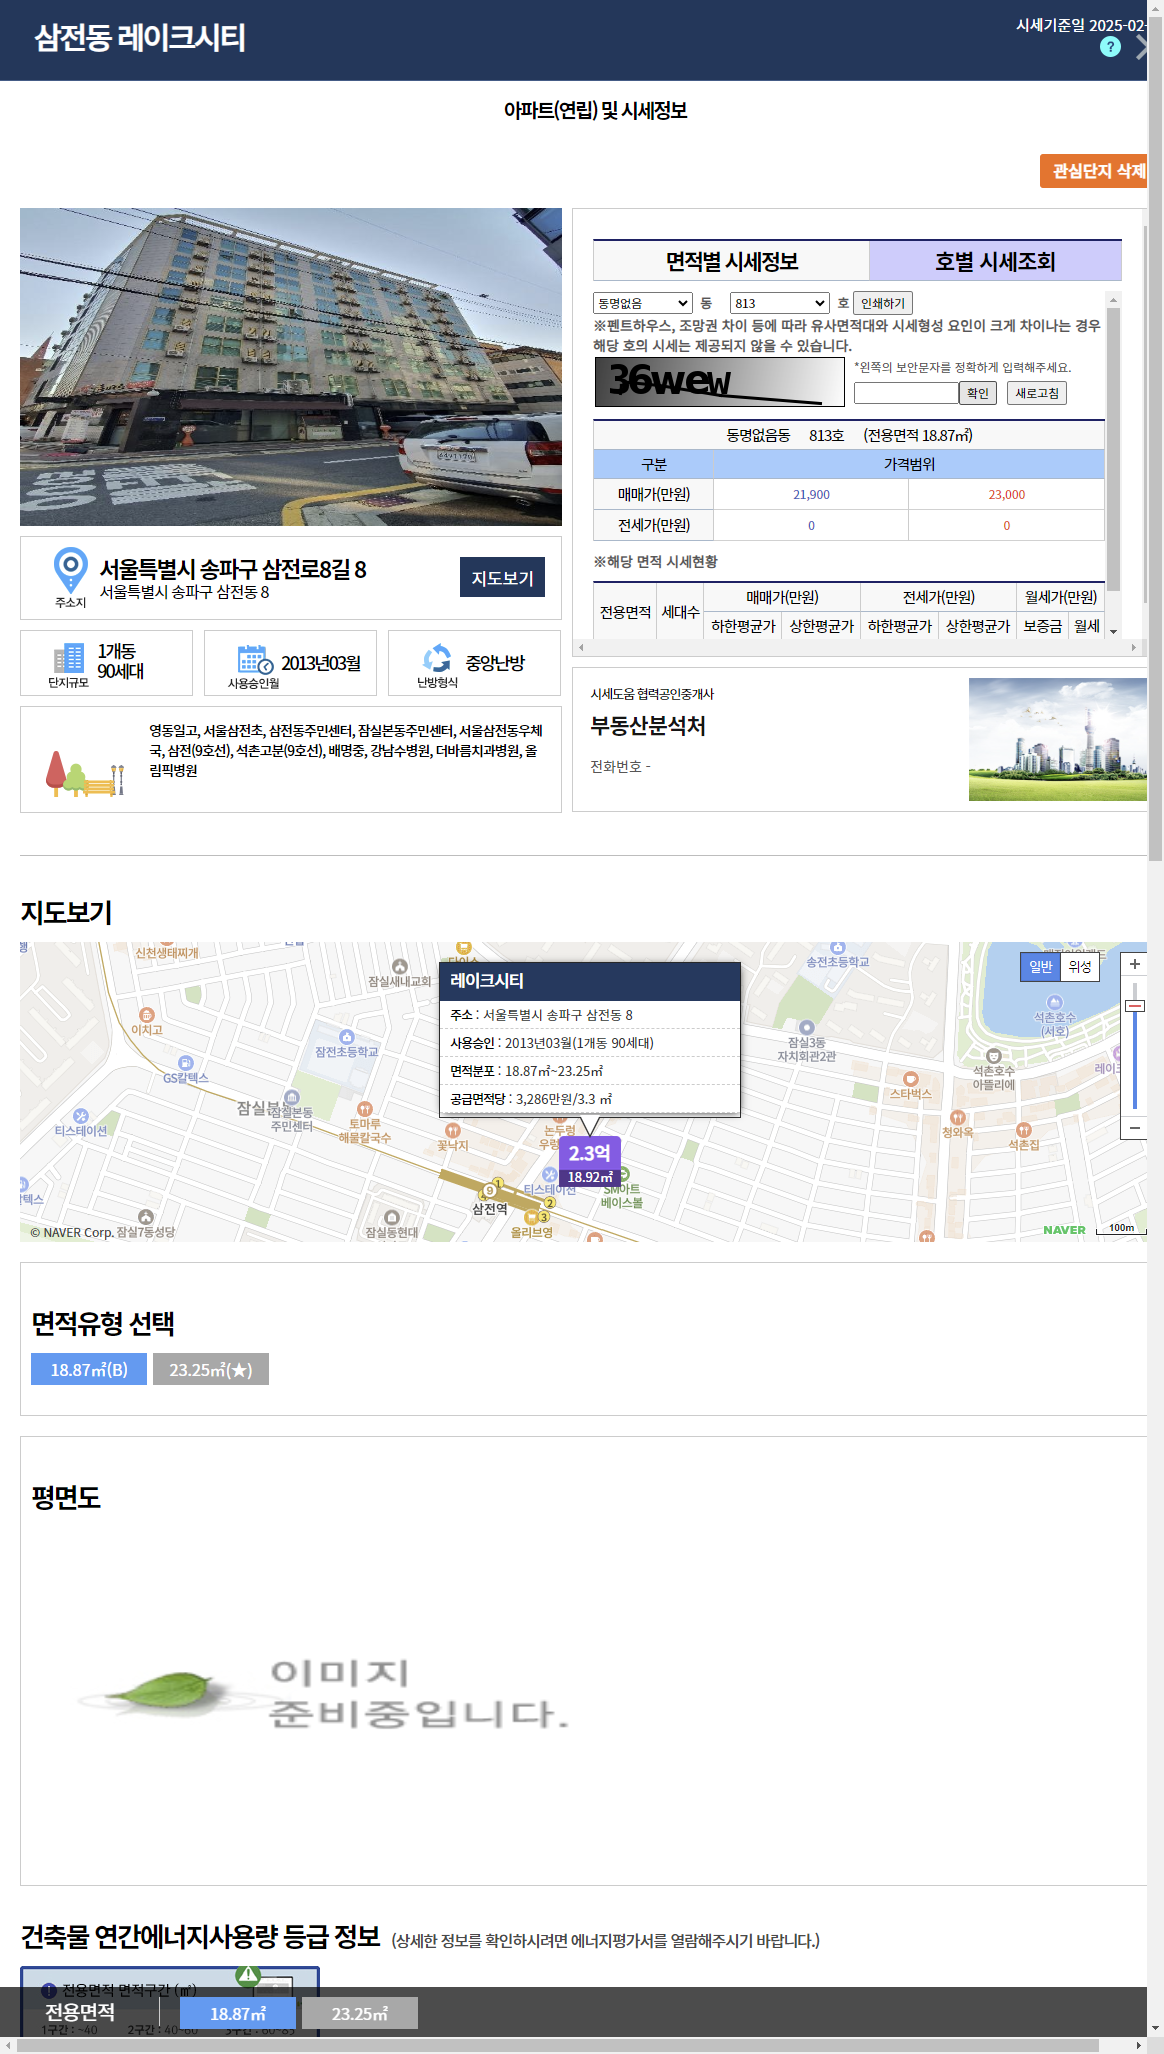 삼전동 레이크시티
시세기준일 2025-02-
?
아파트(연립) 및 시세정보
관심단지 삭제
면적별 시세정보 호별 시세조회
동명없음 동 813 호 인쇄하기
※펜트하우스, 조망권 차이 등에 따라 유사면적대와 시세형성 요인이 크게 차이나는 경우
해당 호의 시세는 제공되지 않을 수 있습니다.
36wew
*왼쪽의 보안문자를 정확하게 입력해주세요.
확인 새로고침
동명없음동 813호 (전용면적 18.87㎡)
구분 가격범위
매매가(만원) 21,900 23,000
전세가(만원) 0 0
※해당 면적 시세현황
전용면적 세대수 매매가(만원) 전세가(만원) 월세가(만원)
하한평균가 상한평균가 하한평균가 상한평균가 보증금 월세
주소지
서울특별시 송파구 삼전로8길 8
서울특별시 송파구 삼전동 8
지도보기
단지규모
1개동
90세대
사용승인월
2013년03월
난방형식
중앙난방
영동일고, 서울삼전초, 삼전동주민센터, 잠실본동주민센터, 서울삼전동우체
국, 삼전(9호선), 석촌고분(9호선), 배명중, 강남수병원, 더바름치과병원, 올
림픽병원
시세도움 협력공인중개사
부동산분석처
전화번호 -
지도보기
신천생태찌개
잠실새내교회
송전초등학교
일반 위성
석촌호수
(서호)
이치고
잠전초등학교
GS칼텍스
잠실3동
자치회관2관
석촌호수
아뜰리에
레이크시티
주소 : 서울특별시 송파구 삼전동 8
사용승인 : 2013년03월(1개동 90세대)
면적분포 : 18.87㎡~23.25㎡
공급면적당 : 3,286만원/3.3 ㎡
스타벅스
잠실본동
주민센터
티스테이션
토마루
해물칼국수
꽃낙지
논두렁
청와옥
석촌집
2.3억
18.92㎡
티스테이션
SM아트
베이스볼
1
9
삼전역
2
3
올리브영
© NAVER Corp.
잠실7동성당
잠실동현대
NAVER
100m
면적유형 선택
18.87㎡(B) 23.25㎡(★)
평면도
이미지
준비중입니다.
건축물 연간에너지사용량 등급 정보 (상세한 정보를 확인하시려면 에너지평가서를 열람해주시기 바랍니다.)
전용면적 면적구간 (㎡)
전용면적 18.87㎡ 23.25㎡
1구간 : ~40 2구간 : 40~60 3구간 : 60~85